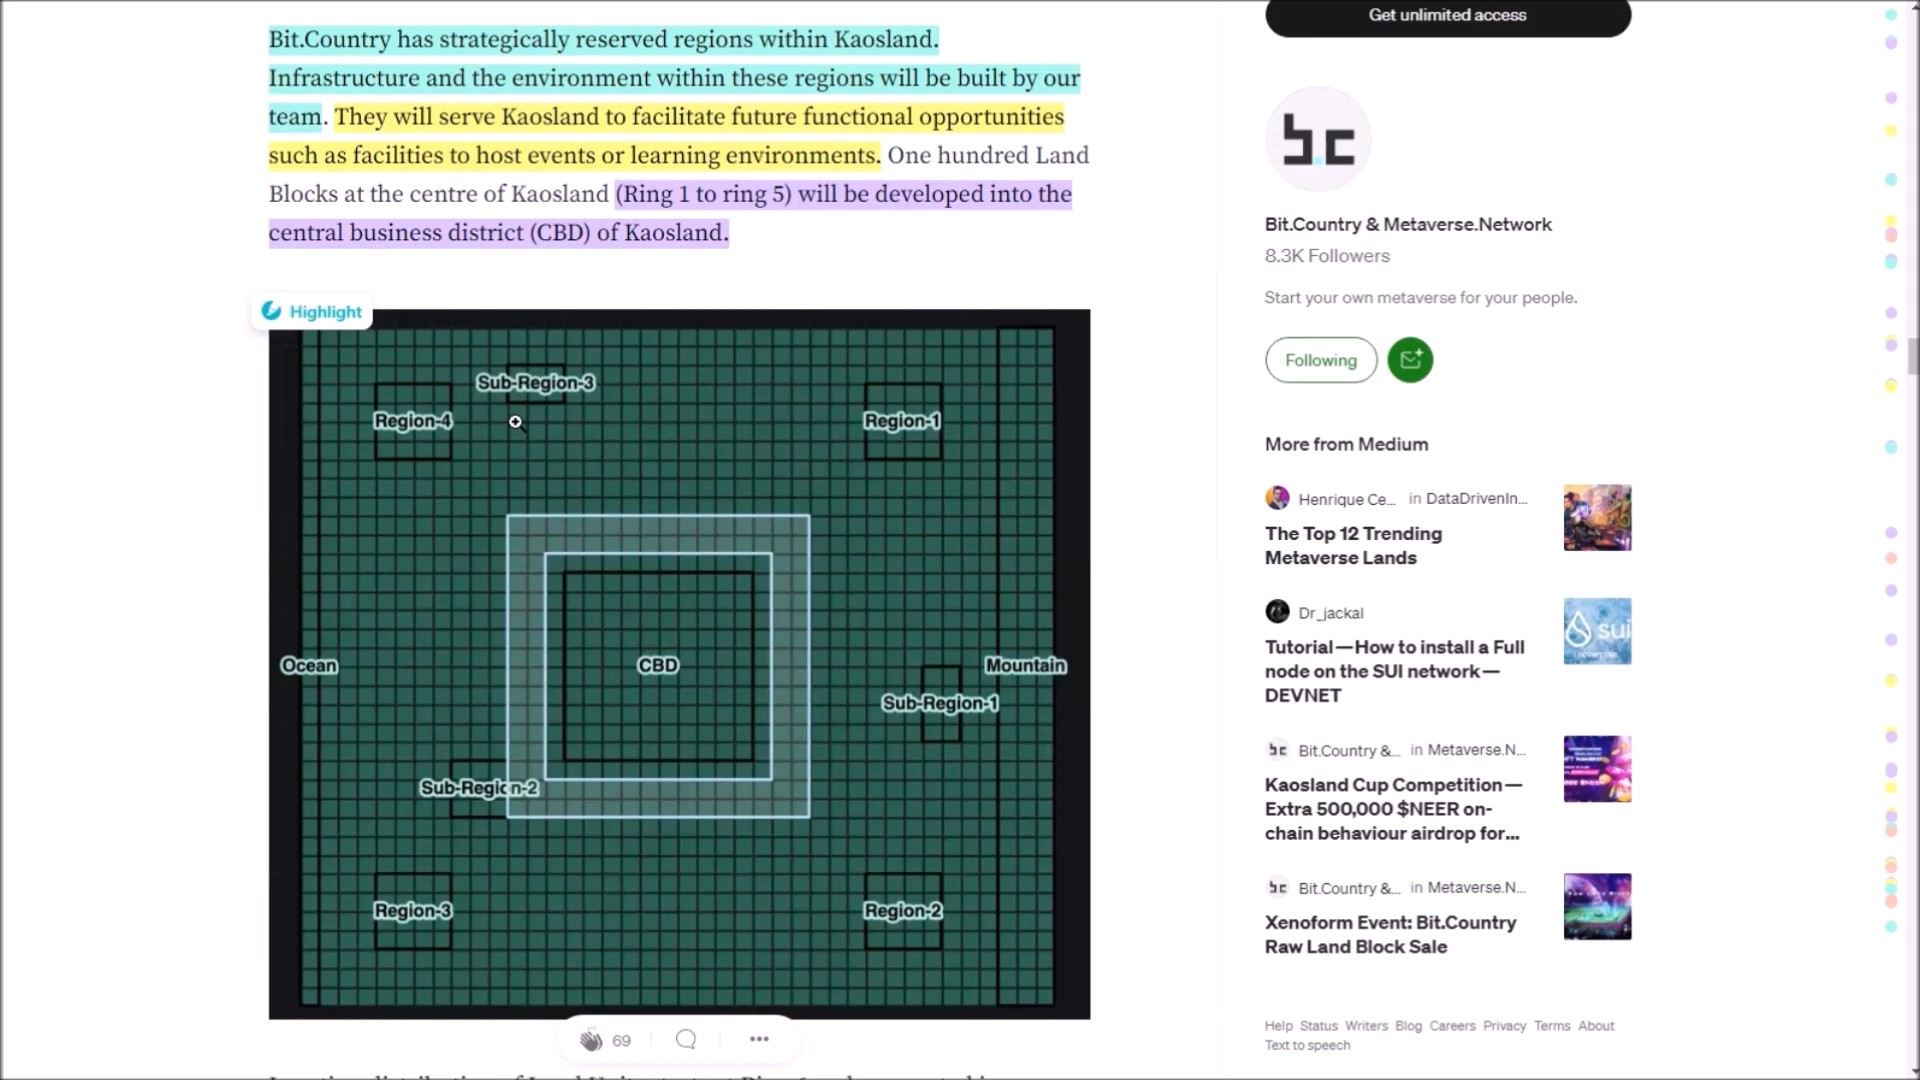 Bit.Country has strategically reserved regions within Kaosland.
Infrastructure and the environment within these regions will be built by our
team. They will serve Kaosland to facilitate future functional opportunities
such as facilities to host events or learning environments. One hundred Land
Blocks at the centre of Kaosland (Ring 1 to ring 5) will be developed into the
central business district (CBD) of Kaosland.
Highlight
Sub-Region-3
Region-4
Region-1
Ocean
CBD
Mountain
Sub-Region-1
Sub-Region-2
Region-3
Region-2
69
Get unlimited access
b.c
Bit.Country & Metaverse.Network
8.3K Followers
Start your own metaverse for your people.
Following
More from Medium
Henrique Ce... in DataDrivenIn...
The Top 12 Trending
Metaverse Lands
Dr_jackal
Tutorial — How to install a Full
node on the SUI network —
DEVNET
sui
Bit.Country &... in Metaverse.N...
Kaosland Cup Competition —
Extra 500,000 $NEER on-
chain behaviour airdrop for...
Bit.Country &... in Metaverse.N...
Xenoform Event: Bit.Country
Raw Land Block Sale
Help Status Writers Blog Careers Privacy Terms About
Text to speech